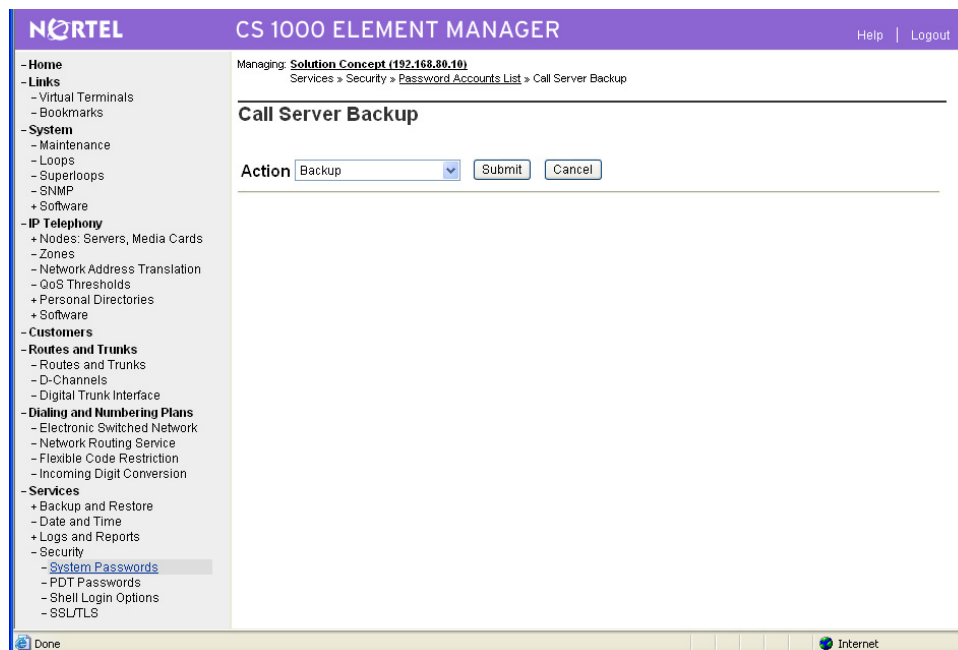 NORTEL
CS 1000 ELEMENT MANAGER
Help | Logout
- Home
- Links
- Virtual Terminals
- Bookmarks
- System
- Maintenance
- Loops
- Superloops
- SNMP
+ Software
- IP Telephony
+ Nodes: Servers, Media Cards
- Zones
- Network Address Translation
- QoS Thresholds
+ Personal Directories
+ Software
- Customers
- Routes and Trunks
- Routes and Trunks
- D-Channels
- Digital Trunk Interface
- Dialing and Numbering Plans
- Electronic Switched Network
- Network Routing Service
- Flexible Code Restriction
- Incoming Digit Conversion
- Services
+ Backup and Restore
- Date and Time
+ Logs and Reports
- Security
- System Passwords
- PDT Passwords
- Shell Login Options
- SSL/TLS
Managing: Solution Concept (192.168.80.10)
Services » Security » Password Accounts List » Call Server Backup
Call Server Backup
Action Backup Submit Cancel
Done
Internet